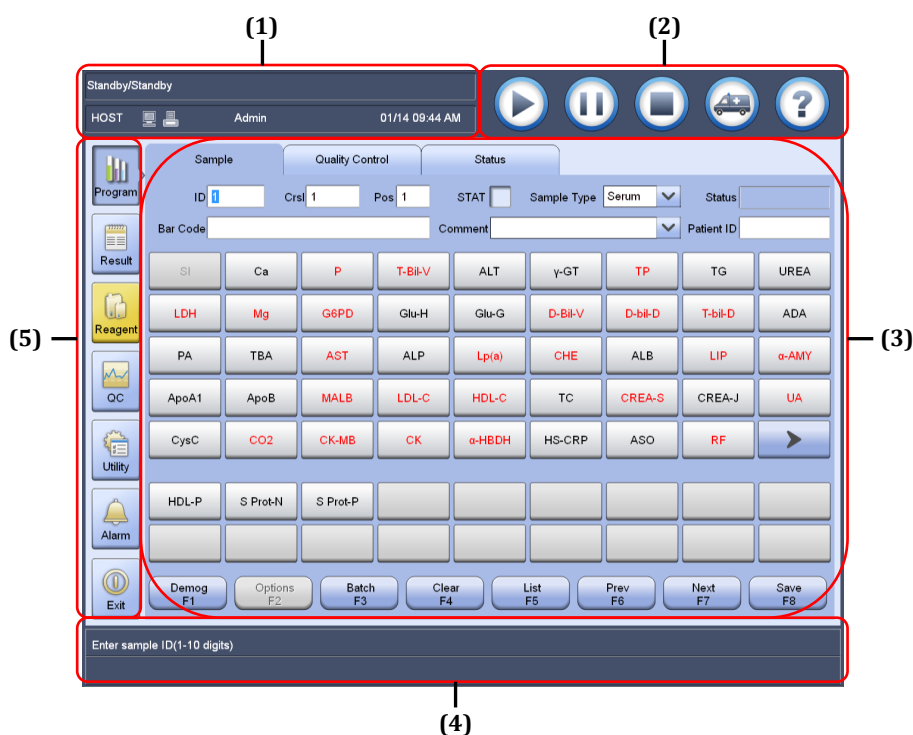 (1) (2)
Standby/Standby
HOST Admin 01/14 09:44 AM
?
Program
Result
Reagent
QC
Utility
Alarm
Exit
Sample Quality Control Status
ID 1 Crsl 1 Pos 1 STAT Sample Type Serum Status
Bar Code Comment Patient ID
SI Ca P T-Bil-V ALT γ-GT TP TG UREA
LDH Mg G6PD Glu-H Glu-G D-Bil-V D-bil-D T-bil-D ADA
PA TBA AST ALP Lp(a) CHE ALB LIP α-AMY
ApoA1 ApoB MALB LDL-C HDL-C TC CREA-S CREA-J UA
CysC CO2 CK-MB CK α-HBDH HS-CRP ASO RF
HDL-P S Prot-N S Prot-P
Demog Options Batch Clear List Prev Next Save
F1 F2 F3 F4 F5 F6 F7 F8
(5) (3)
Enter sample ID(1-10 digits)
(4)